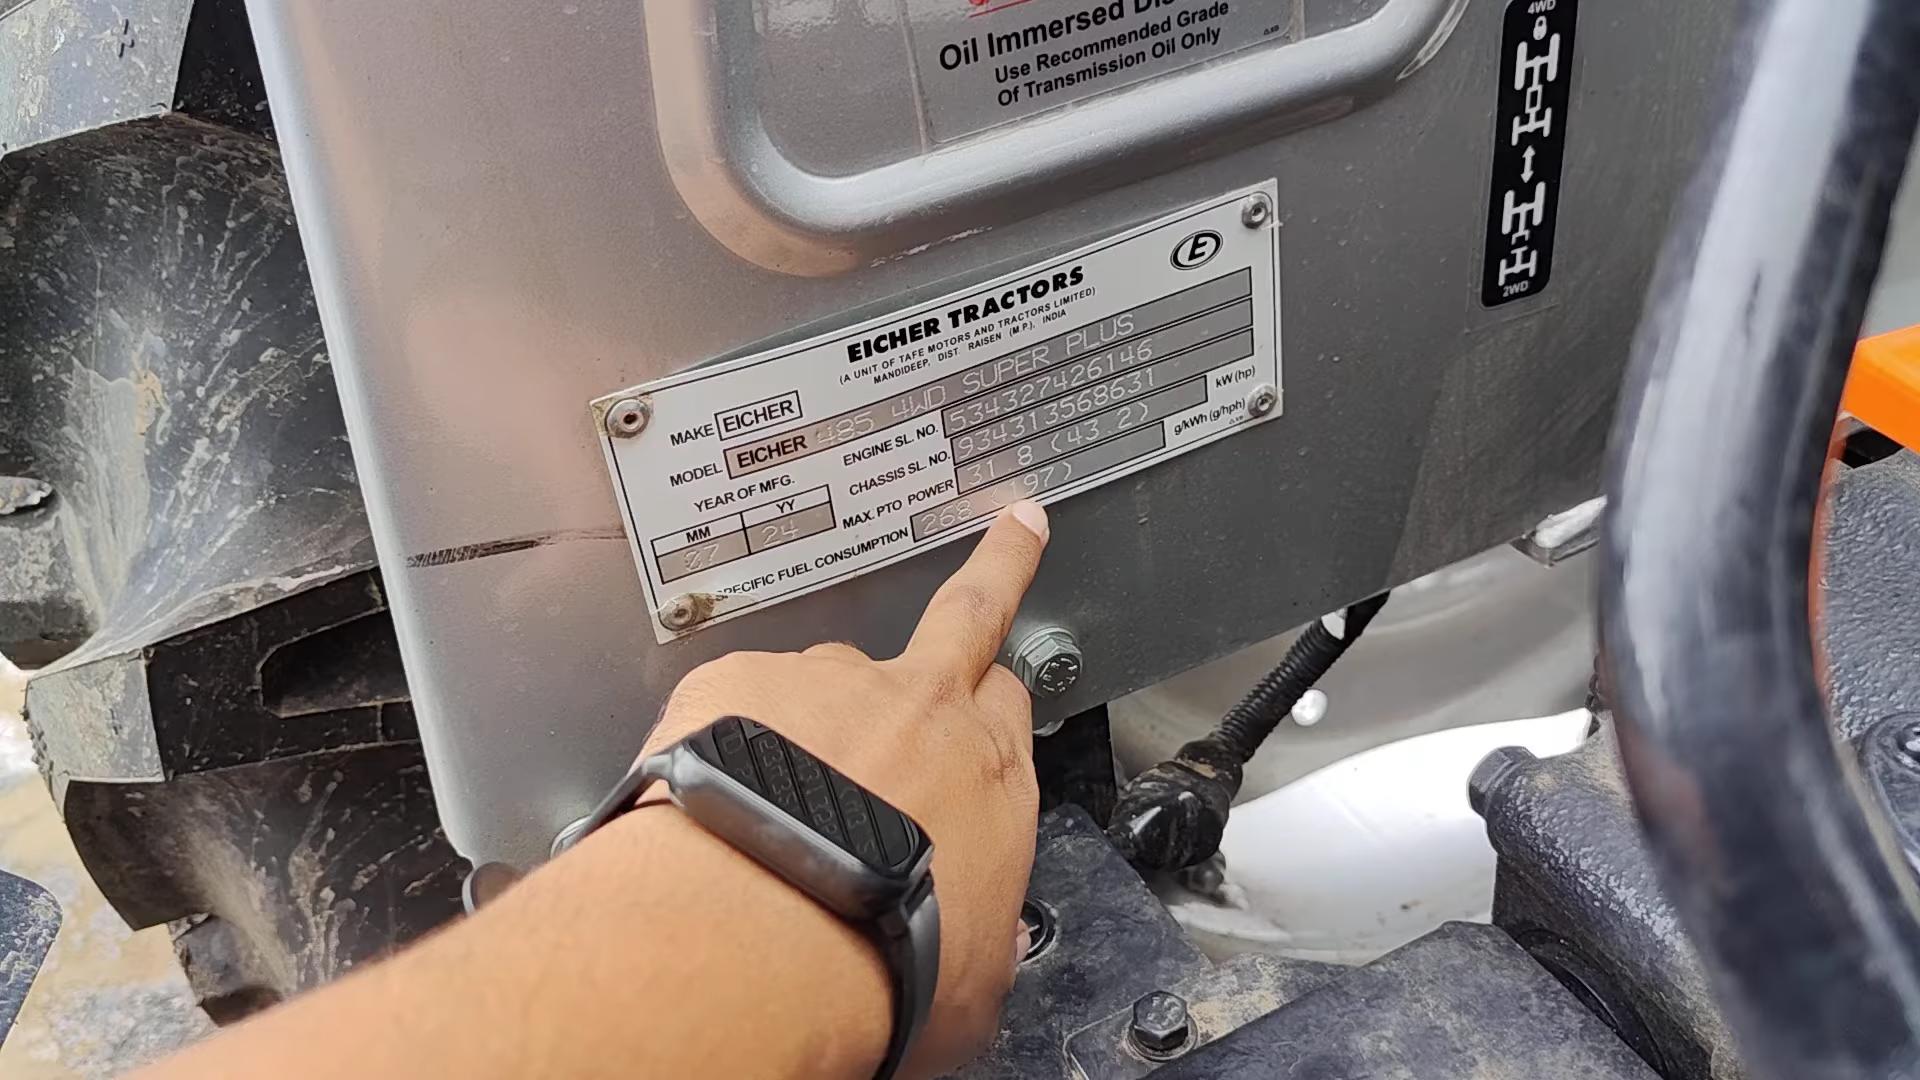 Oil Immersed
Use Recommended Grade
Of Transmission Oil Only
4WD
2WD
E
EICHER TRACTORS
(A UNIT OF TAFE MOTORS AND TRACTORS LIMITED)
MANDIDEEP, DIST. RAISEN (M.P.), INDIA
MAKE EICHER
MODEL EICHER 485 4WD SUPER PLUS
YEAR OF MFG.
MM YY
07 24
ENGINE SL. NO. 534327426146
CHASSIS SL. NO. 934313568631
MAX. PTO POWER 31 8 (43.2) kW (hp)
SPECIFIC FUEL CONSUMPTION 268 (197) g/kWh (g/hph)